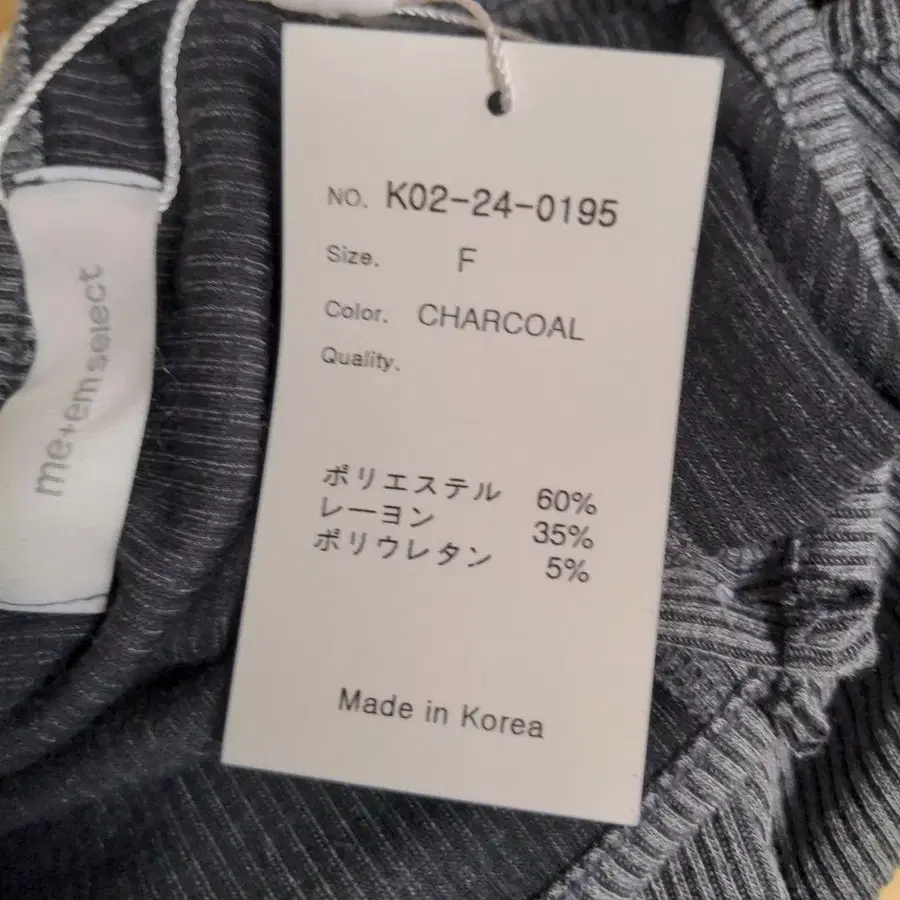 NO. K02-24-0195
Size. F
Color. CHARCOAL
Quality.
ポリエステル 60%
レーヨン 35%
ポリウレタン 5%
Made in Korea
me+em select